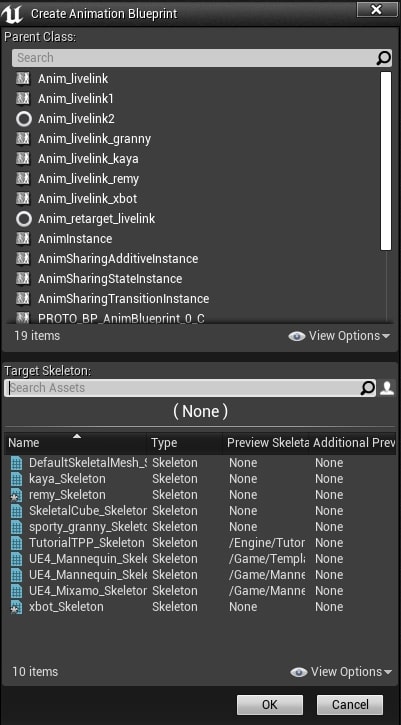 Create Animation Blueprint
Parent Class:
Search
Anim_livelink
Anim_livelink1
Anim_livelink2
Anim_livelink_granny
Anim_livelink_kaya
Anim_livelink_remy
Anim_livelink_xbot
Anim_retarget_livelink
AnimInstance
AnimSharingAdditiveInstance
AnimSharingStateInstance
AnimSharingTransitionInstance
PROTO_BP_AnimBlueprint_0_C
19 items View Options
Target Skeleton:
Search Assets
( None )
Name Type Preview Skeleta Additional Prev
DefaultSkeletalMesh_S Skeleton None None
kaya_Skeleton Skeleton None None
remy_Skeleton Skeleton None None
SkeletalCube_Skeleton Skeleton None None
sporty_granny_Skeleto Skeleton None None
TutorialTPP_Skeleton Skeleton /Engine/Tutor None
UE4_Mannequin_Skele Skeleton /Game/Templa None
UE4_Mannequin_Skele Skeleton /Game/Manne None
UE4_Mixamo_Skeleton Skeleton /Game/Manne None
xbot_Skeleton Skeleton None None
10 items View Options
OK Cancel